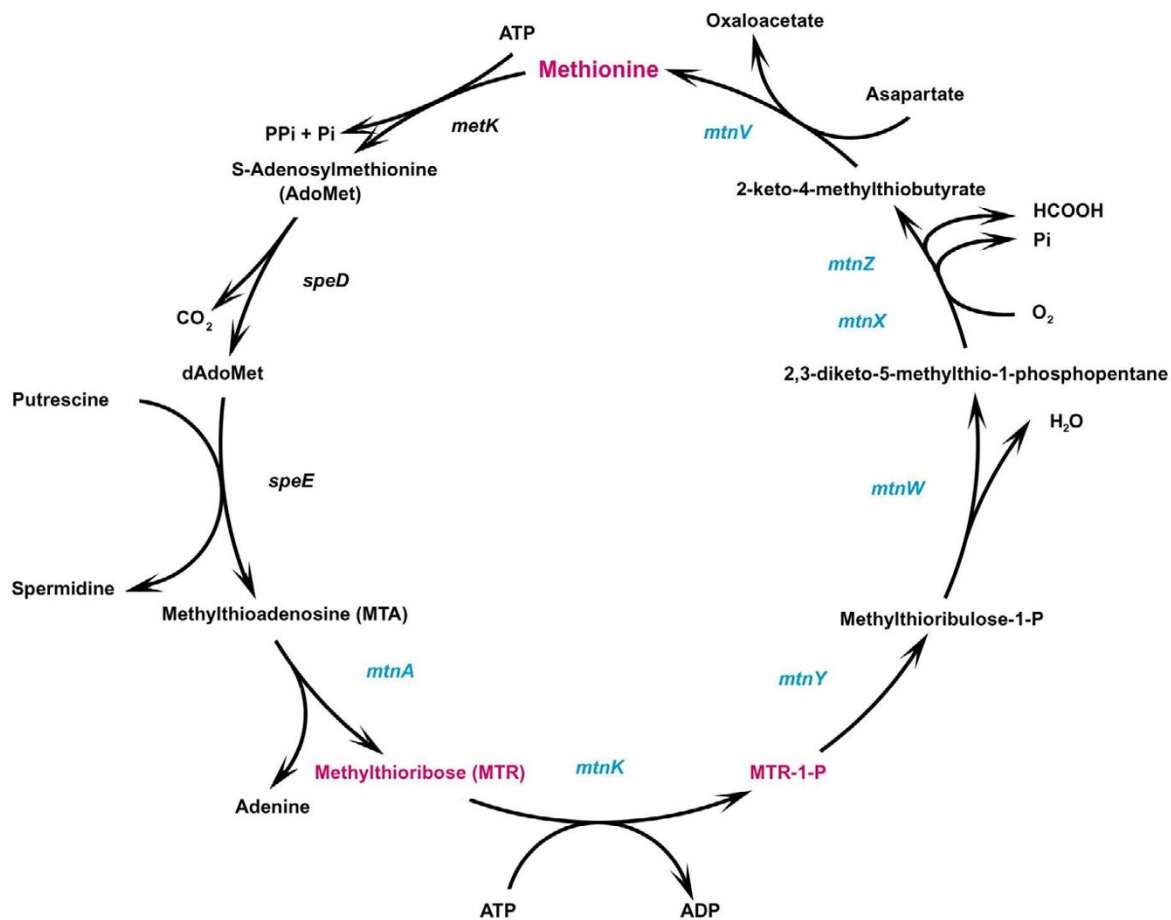 Oxaloacetate
ATP
Methionine
Asapartate
metK
mtnV
PPi + Pi
S-Adenosylmethionine
(AdoMet)
2-keto-4-methylthiobutyrate
HCOOH
Pi
mtnZ
speD
CO2
mtnX
O2
dAdoMet
2,3-diketo-5-methylthio-1-phosphopentane
Putrescine
H2O
speE
mtnW
Spermidine
Methylthioadenosine (MTA)
Methylthioribulose-1-P
mtnA
mtnY
Methylthioribose (MTR)
mtnK
MTR-1-P
Adenine
ATP
ADP